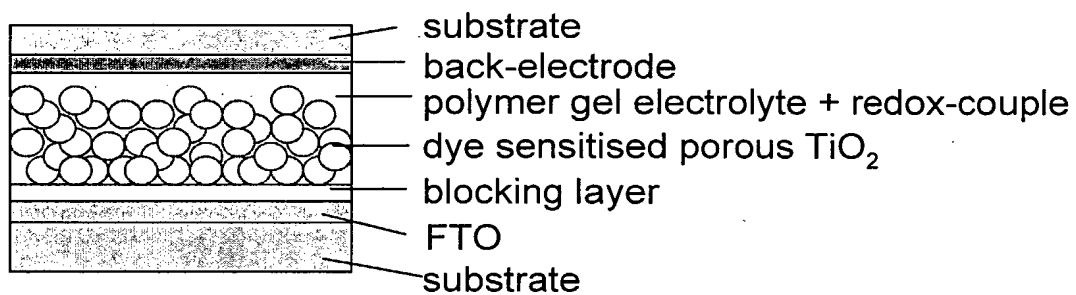 substrate
back-electrode
polymer gel electrolyte + redox-couple
dye sensitised porous TiO₂
blocking layer
FTO
substrate